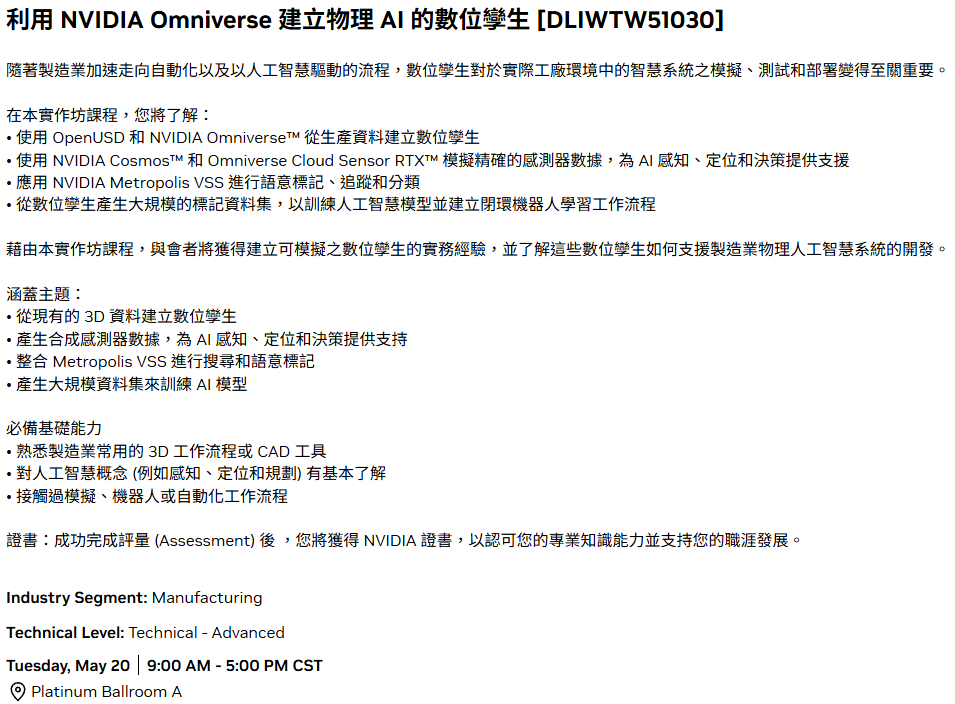 利用 NVIDIA Omniverse 建立物理 AI 的數位孿生 [DLIWTW51030]
隨著製造業加速走向自動化以及以人工智慧驅動的流程，數位孿生對於實際工廠環境中的智慧系統之模擬、測試和部署變得至關重要。
在本實作坊課程，您將了解：
• 使用 OpenUSD 和 NVIDIA Omniverse™ 從生產資料建立數位孿生
• 使用 NVIDIA Cosmos™ 和 Omniverse Cloud Sensor RTX™ 模擬精確的感測器數據，為 AI 感知、定位和決策提供支援
• 應用 NVIDIA Metropolis VSS 進行語意標記、追蹤和分類
• 從數位孿生產生大規模的標記資料集，以訓練人工智慧模型並建立閉環機器人學習工作流程
藉由本實作坊課程，與會者將獲得建立可模擬之數位孿生的實務經驗，並了解這些數位孿生如何支援製造業物理人工智慧系統的開發。
涵蓋主題：
• 從現有的 3D 資料建立數位孿生
• 產生合成感測器數據，為 AI 感知、定位和決策提供支持
• 整合 Metropolis VSS 進行搜尋和語意標記
• 產生大規模資料集來訓練 AI 模型
必備基礎能力
• 熟悉製造業常用的 3D 工作流程或 CAD 工具
• 對人工智慧概念 (例如感知、定位和規劃) 有基本了解
• 接觸過模擬、機器人或自動化工作流程
證書：成功完成評量 (Assessment) 後 ，您將獲得 NVIDIA 證書，以認可您的專業知識能力並支持您的職涯發展。
Industry Segment: Manufacturing
Technical Level: Technical - Advanced
Tuesday, May 20 | 9:00 AM - 5:00 PM CST
Platinum Ballroom A